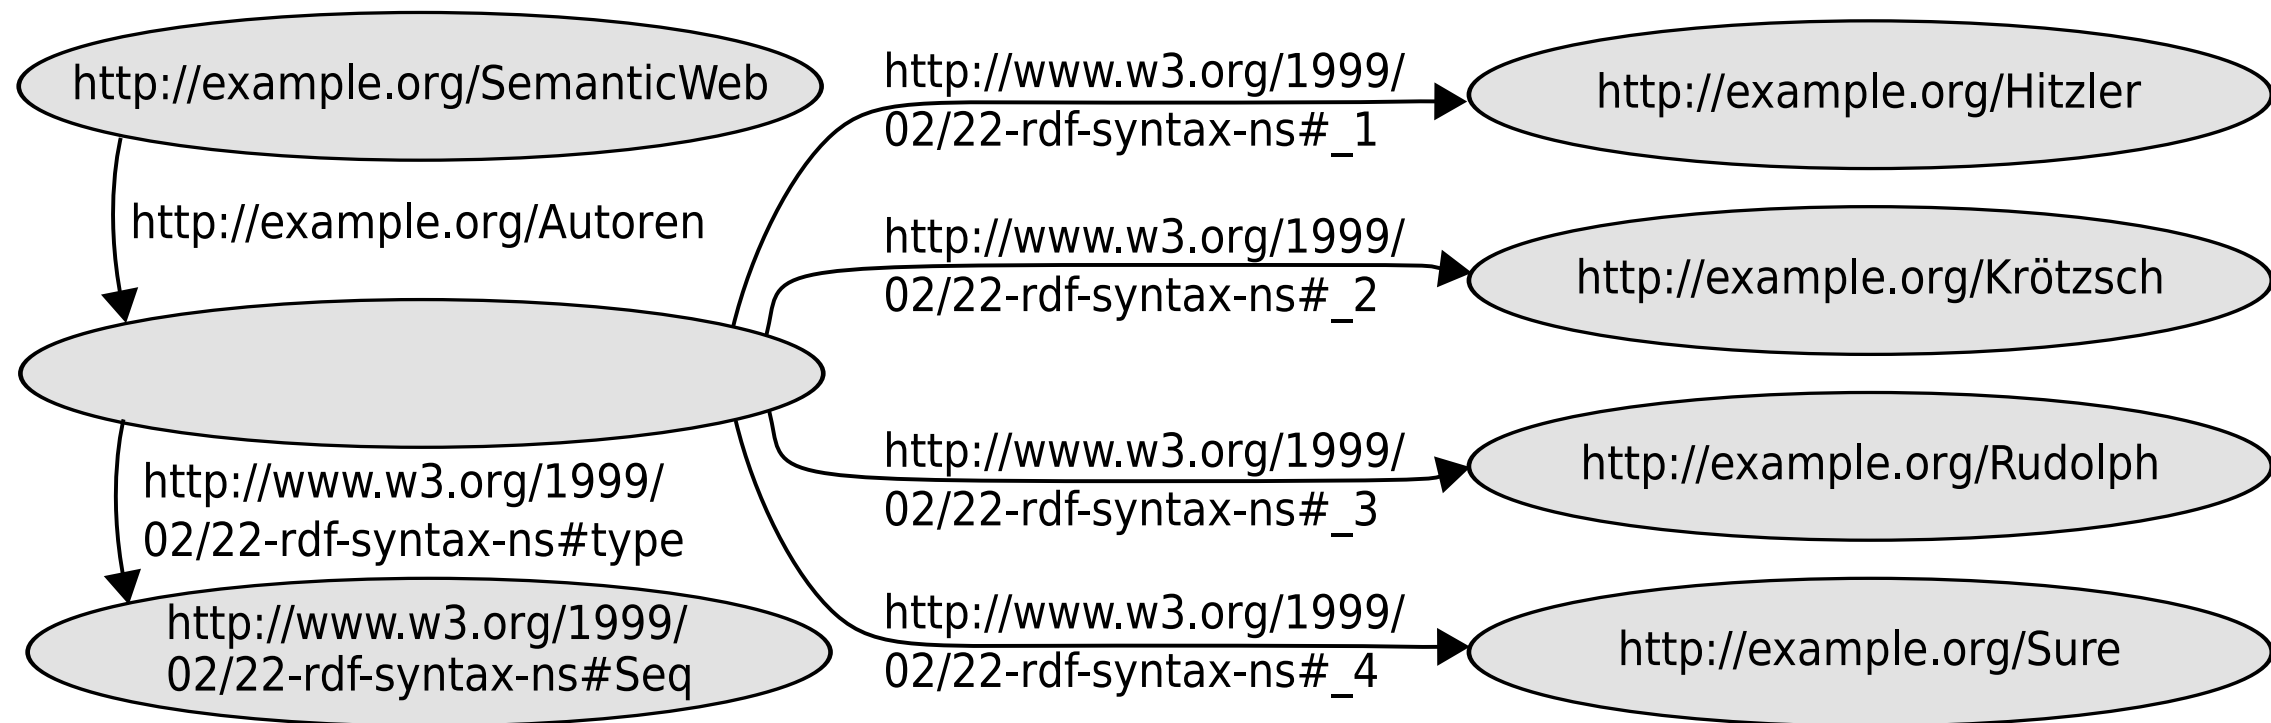 http://example.org/SemanticWeb
http://example.org/Autoren
http://www.w3.org/1999/
02/22-rdf-syntax-ns#type
http://www.w3.org/1999/
02/22-rdf-syntax-ns#Seq
http://www.w3.org/1999/
02/22-rdf-syntax-ns#_1
http://example.org/Hitzler
http://www.w3.org/1999/
02/22-rdf-syntax-ns#_2
http://example.org/Krötzsch
http://www.w3.org/1999/
02/22-rdf-syntax-ns#_3
http://example.org/Rudolph
http://www.w3.org/1999/
02/22-rdf-syntax-ns#_4
http://example.org/Sure